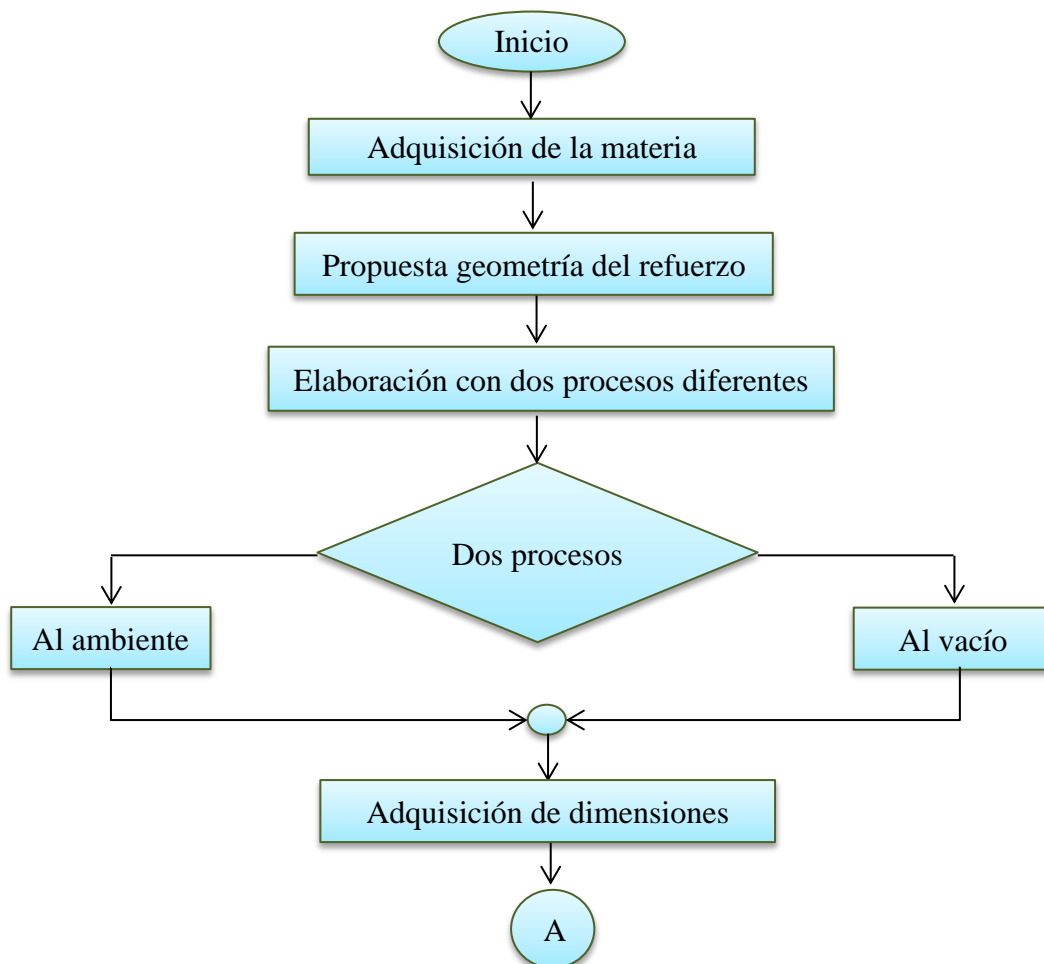 Inicio
Adquisición de la materia
Propuesta geometría del refuerzo
Elaboración con dos procesos diferentes
Dos procesos
Al ambiente
Al vacío
Adquisición de dimensiones
A